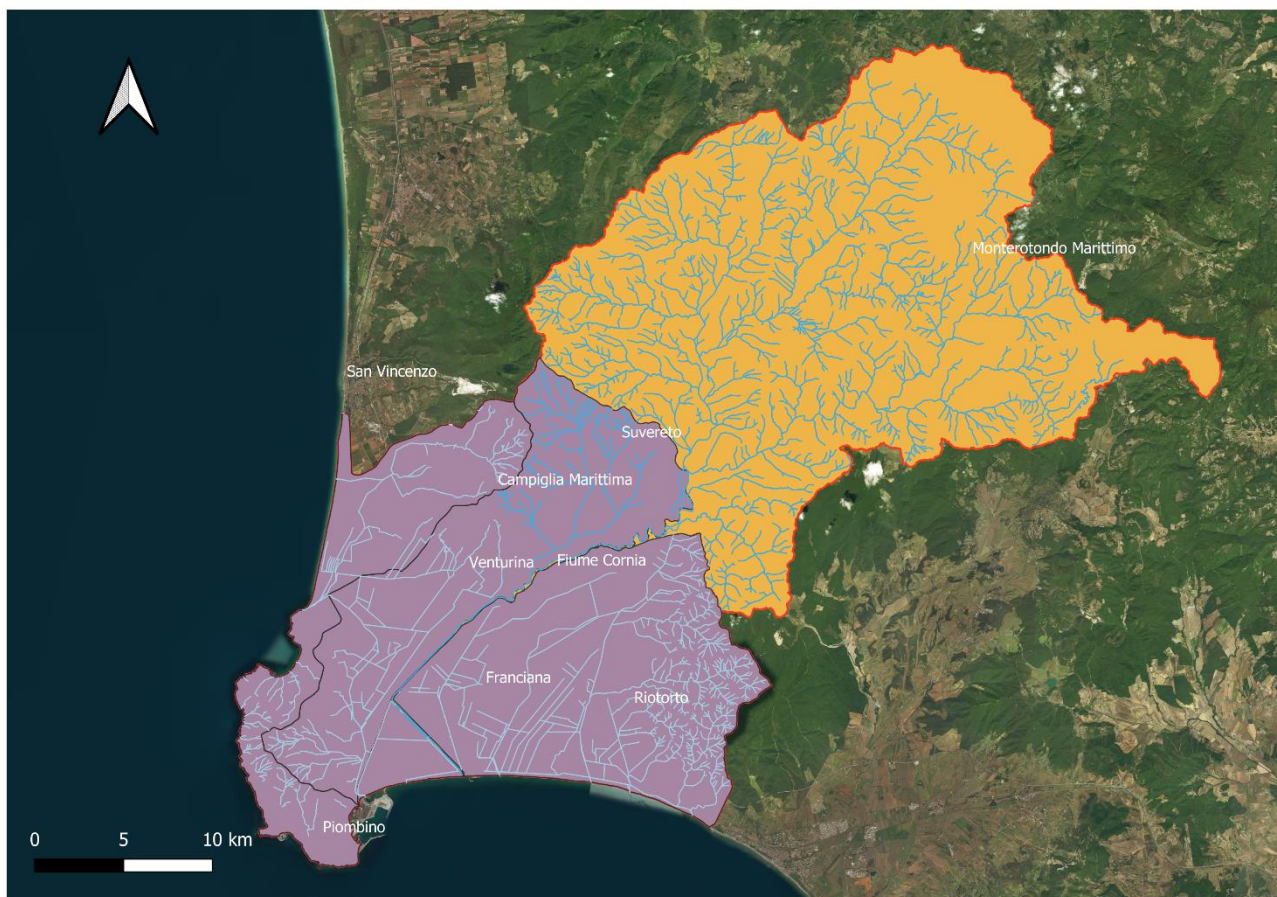 Monterotondo Marittimo
San Vincenzo
Suvereto
Campiglia Marittima
Venturina
Fiume Cornia
Franciana
Riotorto
Piombino
0 5 10 km